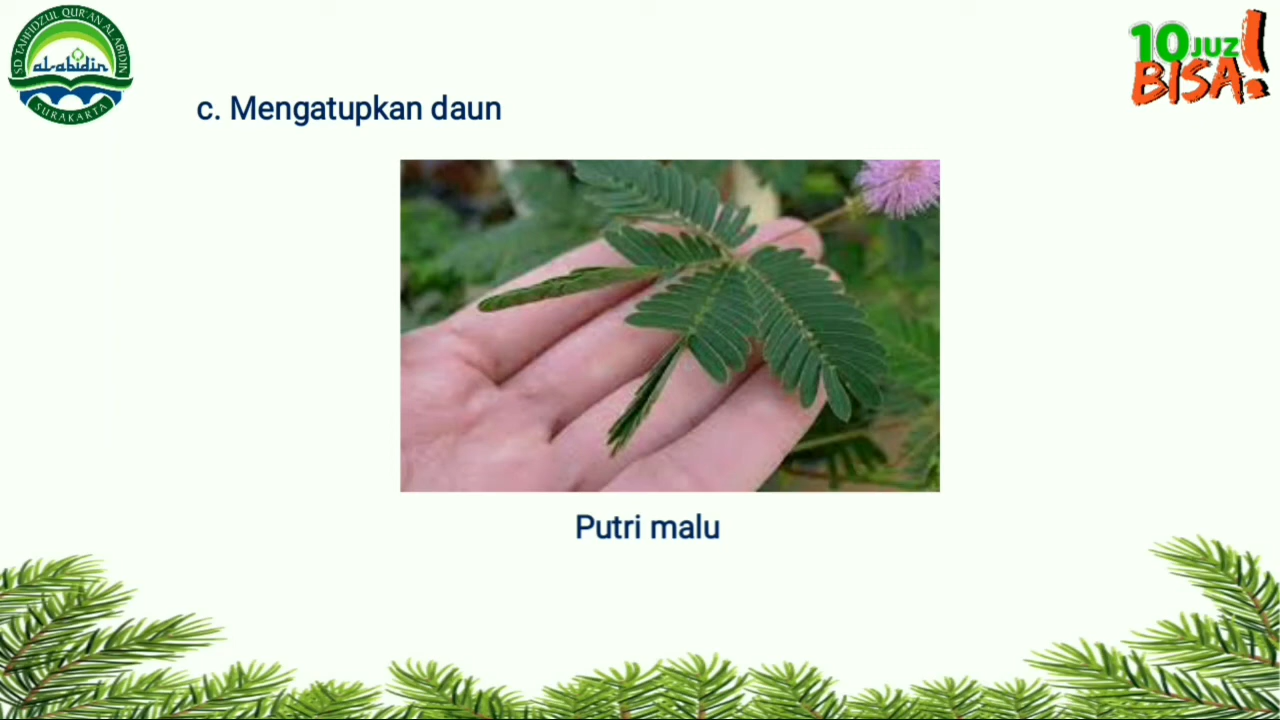 SD TAHFIDZUL QUR'AN AL ABIDIN
al-abidin
SURAKARTA
10 JUZ
BISA!
c. Mengatupkan daun
Putri malu